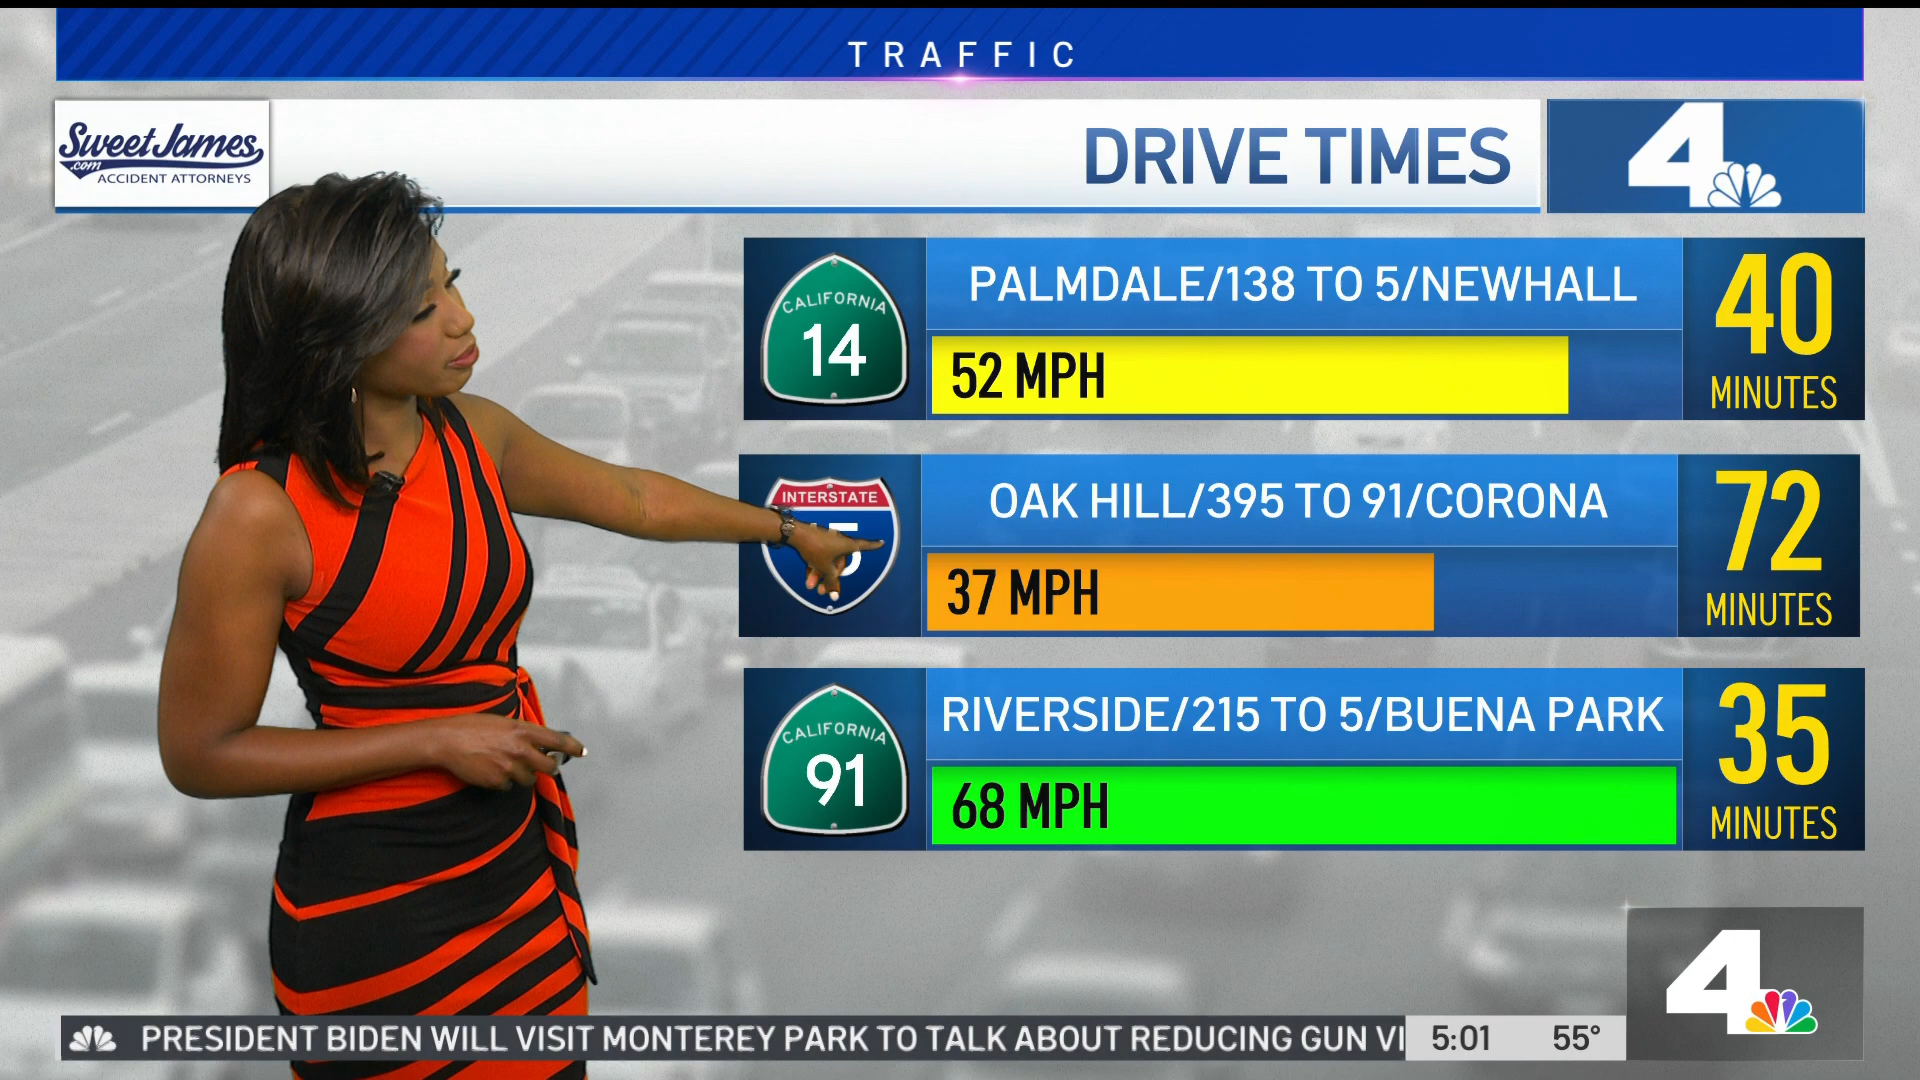 TRAFFIC
SweetJames
.com
ACCIDENT ATTORNEYS
DRIVE TIMES
4
CALIFORNIA
14
PALMDALE/138 TO 5/NEWHALL
52 MPH
40
MINUTES
INTERSTATE
OAK HILL/395 TO 91/CORONA
37 MPH
72
MINUTES
CALIFORNIA
91
RIVERSIDE/215 TO 5/BUENA PARK
68 MPH
35
MINUTES
4
PRESIDENT BIDEN WILL VISIT MONTEREY PARK TO TALK ABOUT REDUCING GUN VI
5:01 55°